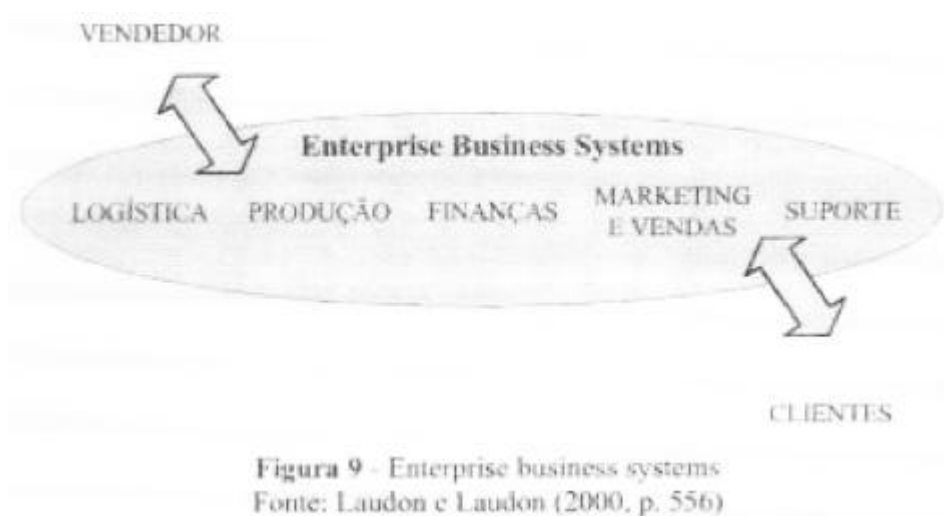 VENDEDOR
Enterprise Business Systems
LOGÍSTICA PRODUÇÃO FINANÇAS MARKETING E VENDAS SUPORTE
CLIENTES
Figura 9 - Enterprise business systems
Fonte: Laudon e Laudon (2000, p. 556)